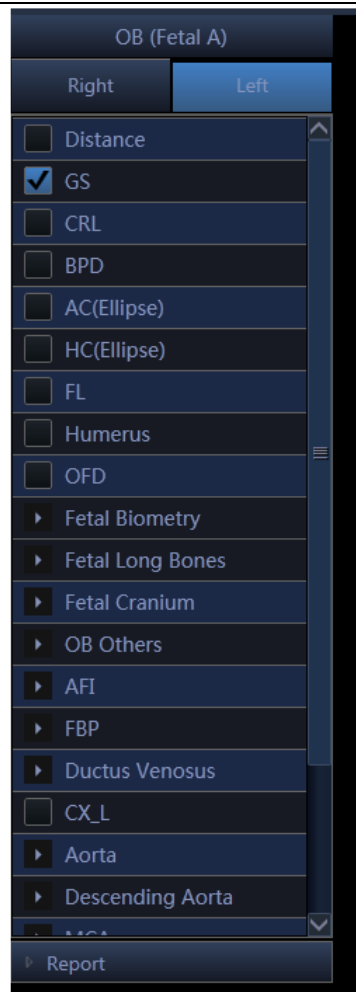 OB (Fetal A)
Right Left
Distance
GS
CRL
BPD
AC(Ellipse)
HC(Ellipse)
FL
Humerus
OFD
Fetal Biometry
Fetal Long Bones
Fetal Cranium
OB Others
AFI
FBP
Ductus Venosus
CX_L
Aorta
Descending Aorta
MCA
Report